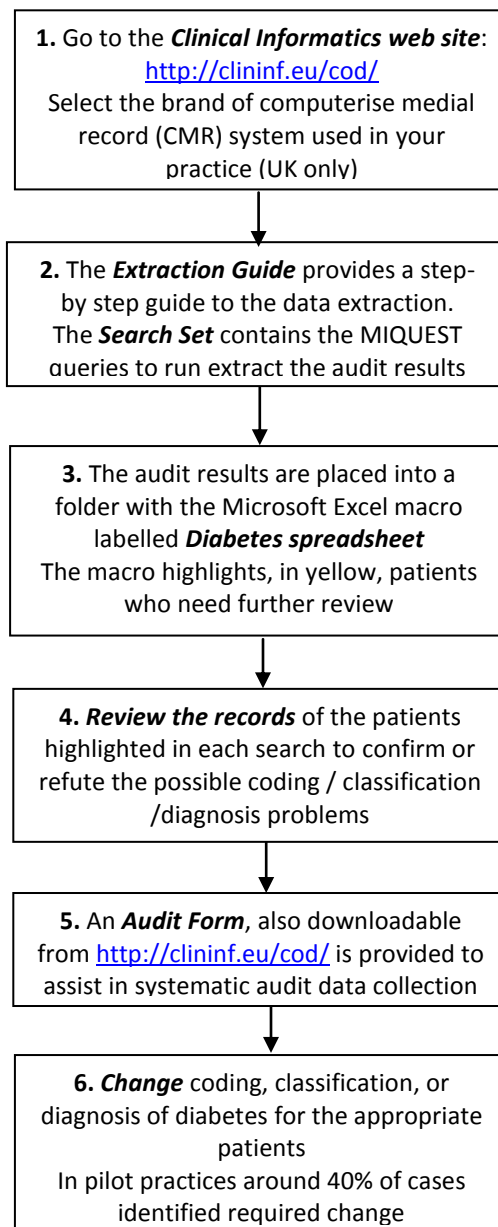 1. Go to the Clinical Informatics web site:
http://clininf.eu/cod/
Select the brand of computerise medial
record (CMR) system used in your
practice (UK only)
2. The Extraction Guide provides a step-
by step guide to the data extraction.
The Search Set contains the MIQUEST
queries to run extract the audit results
3. The audit results are placed into a
folder with the Microsoft Excel macro
labelled Diabetes spreadsheet
The macro highlights, in yellow, patients
who need further review
4. Review the records of the patients
highlighted in each search to confirm or
refute the possible coding / classification
/diagnosis problems
5. An Audit Form, also downloadable
from http://clininf.eu/cod/ is provided to
assist in systematic audit data collection
6. Change coding, classification, or
diagnosis of diabetes for the appropriate
patients
In pilot practices around 40% of cases
identified required change